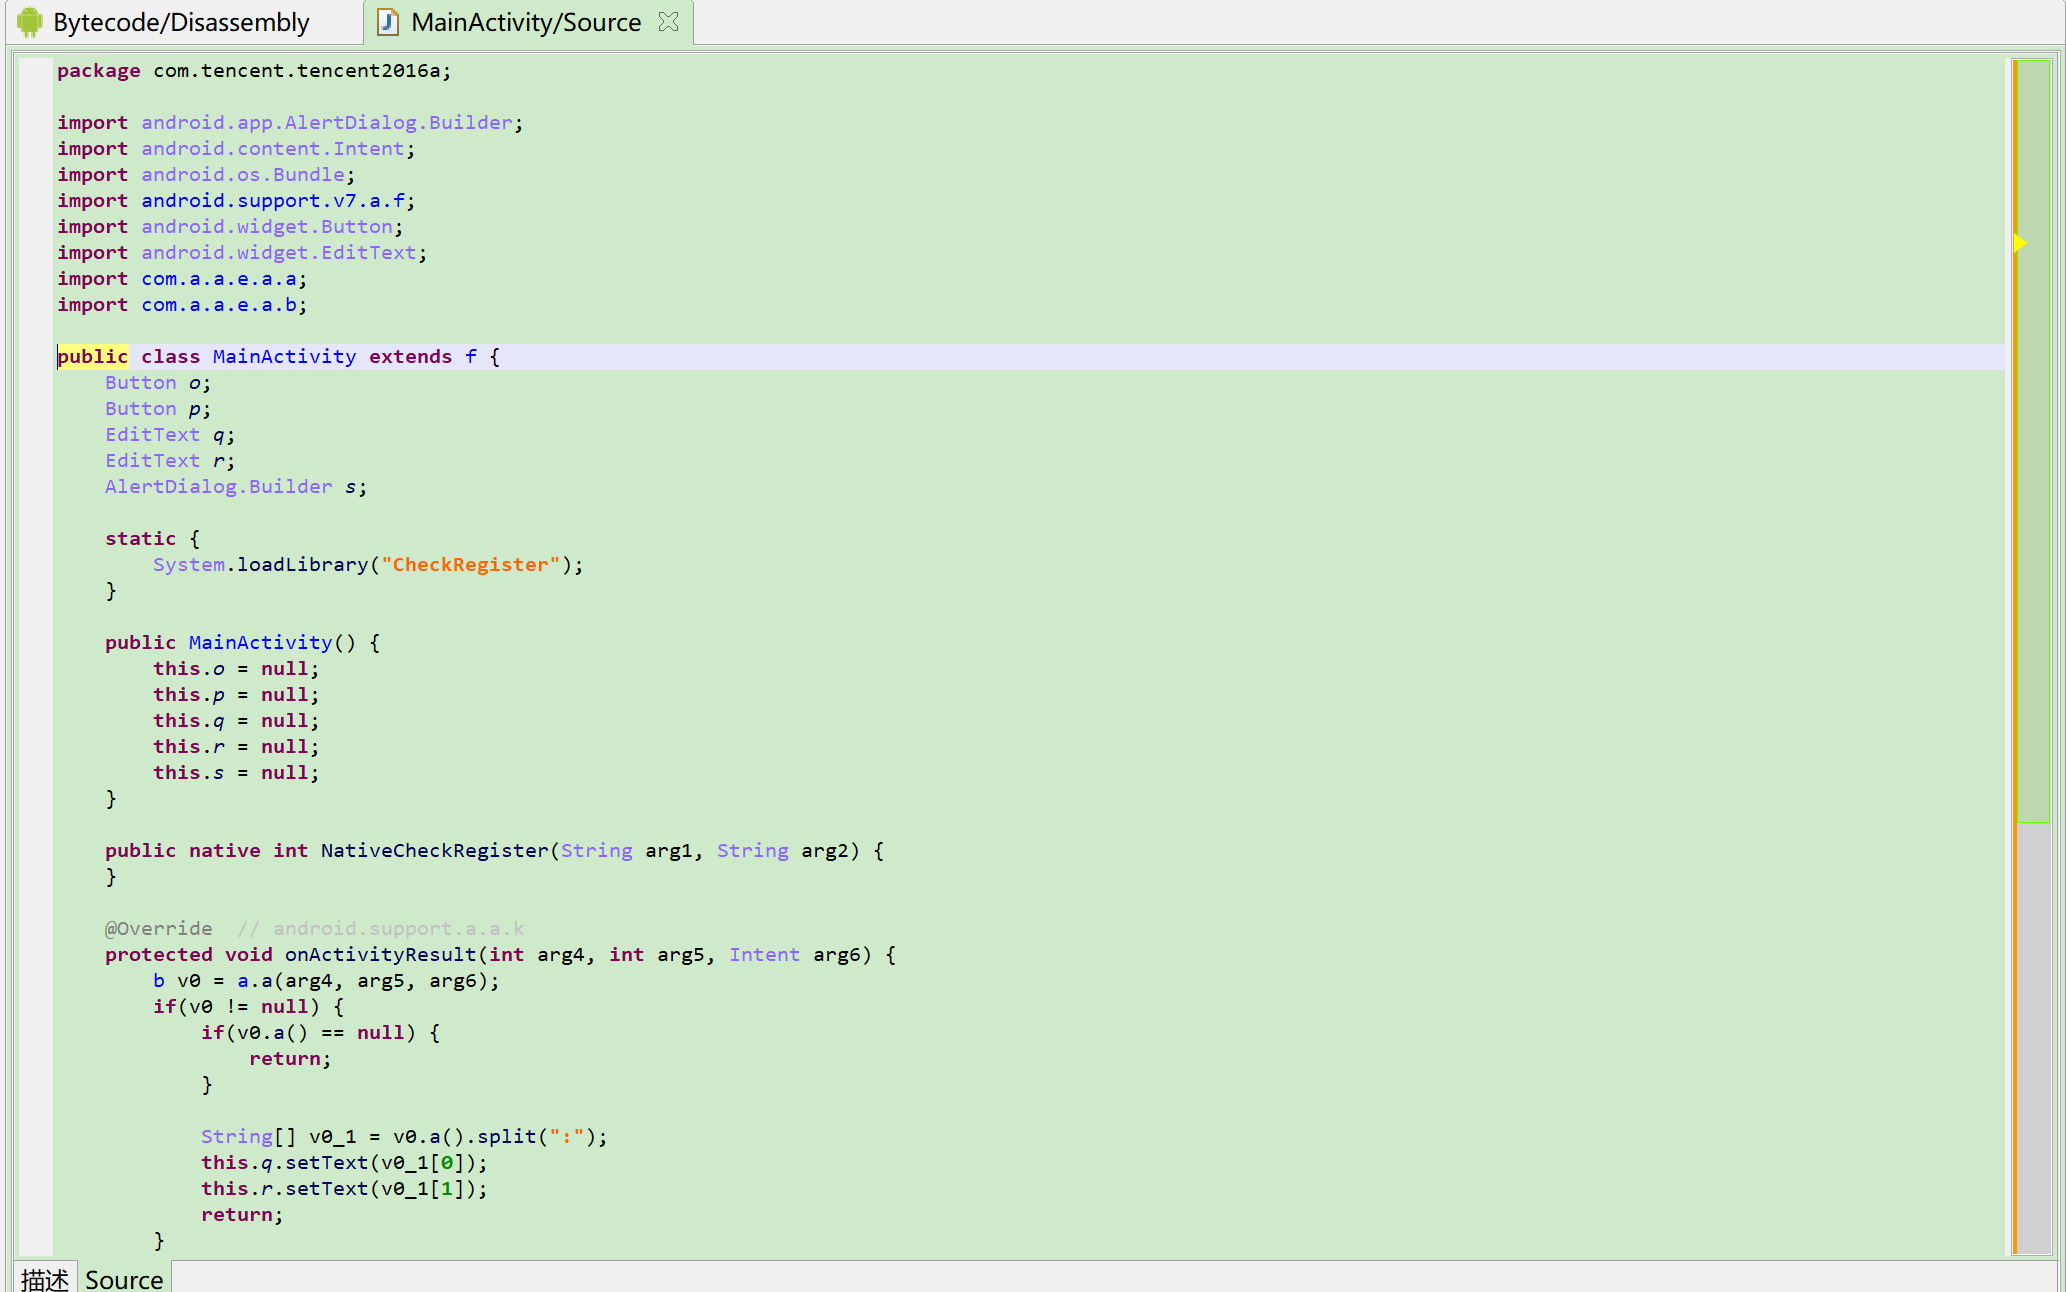 Bytecode/Disassembly
MainActivity/Source
package com.tencent.tencent2016a;
import android.app.AlertDialog.Builder;
import android.content.Intent;
import android.os.Bundle;
import android.support.v7.a.f;
import android.widget.Button;
import android.widget.EditText;
import com.a.a.e.a.a;
import com.a.a.e.a.b;
public class MainActivity extends f {
    Button o;
    Button p;
    EditText q;
    EditText r;
    AlertDialog.Builder s;
    static {
        System.loadLibrary("CheckRegister");
    }
    public MainActivity() {
        this.o = null;
        this.p = null;
        this.q = null;
        this.r = null;
        this.s = null;
    }
    public native int NativeCheckRegister(String arg1, String arg2) {
    }
    @Override  // android.support.a.a.k
    protected void onActivityResult(int arg4, int arg5, Intent arg6) {
        b v0 = a.a(arg4, arg5, arg6);
        if(v0 != null) {
            if(v0.a() == null) {
                return;
            }
            String[] v0_1 = v0.a().split(":");
            this.q.setText(v0_1[0]);
            this.r.setText(v0_1[1]);
            return;
        }
描述 Source